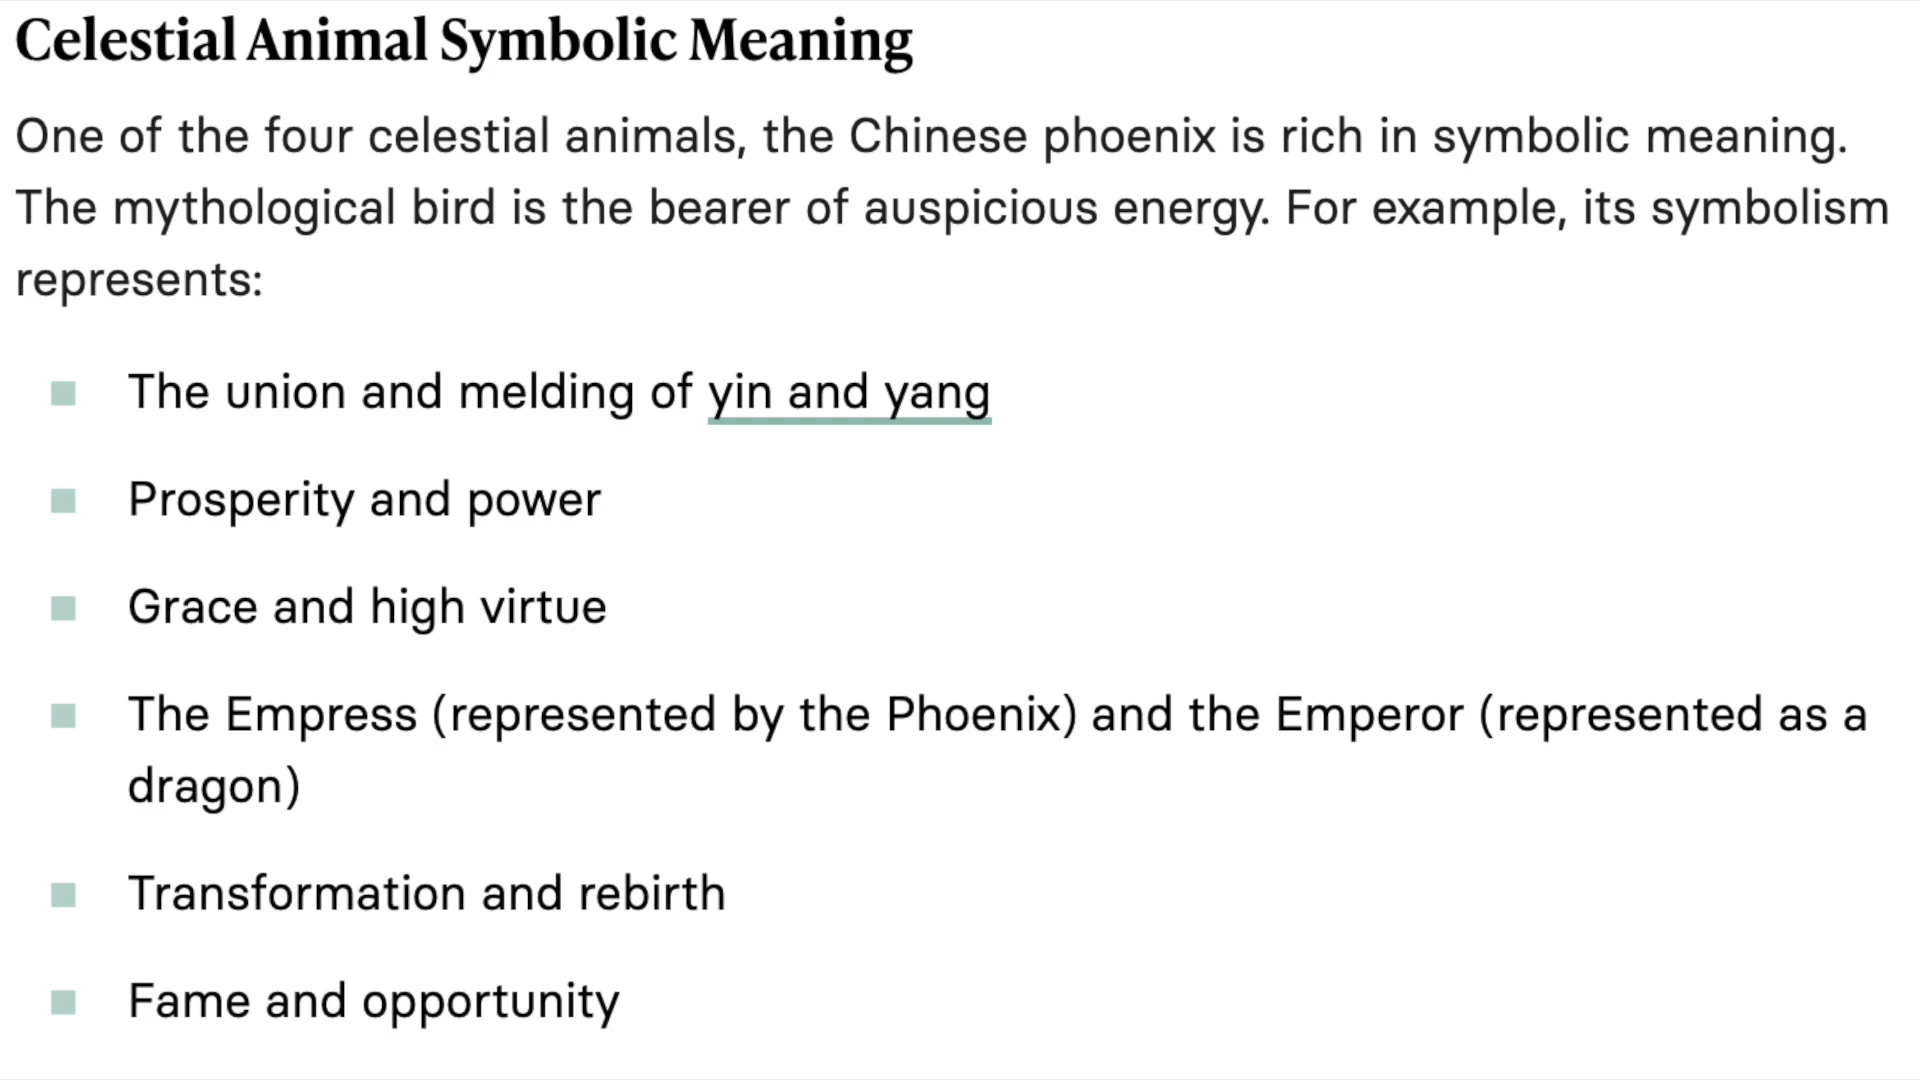 Celestial Animal Symbolic Meaning
One of the four celestial animals, the Chinese phoenix is rich in symbolic meaning.
The mythological bird is the bearer of auspicious energy. For example, its symbolism
represents:
The union and melding of yin and yang
Prosperity and power
Grace and high virtue
The Empress (represented by the Phoenix) and the Emperor (represented as a
dragon)
Transformation and rebirth
Fame and opportunity